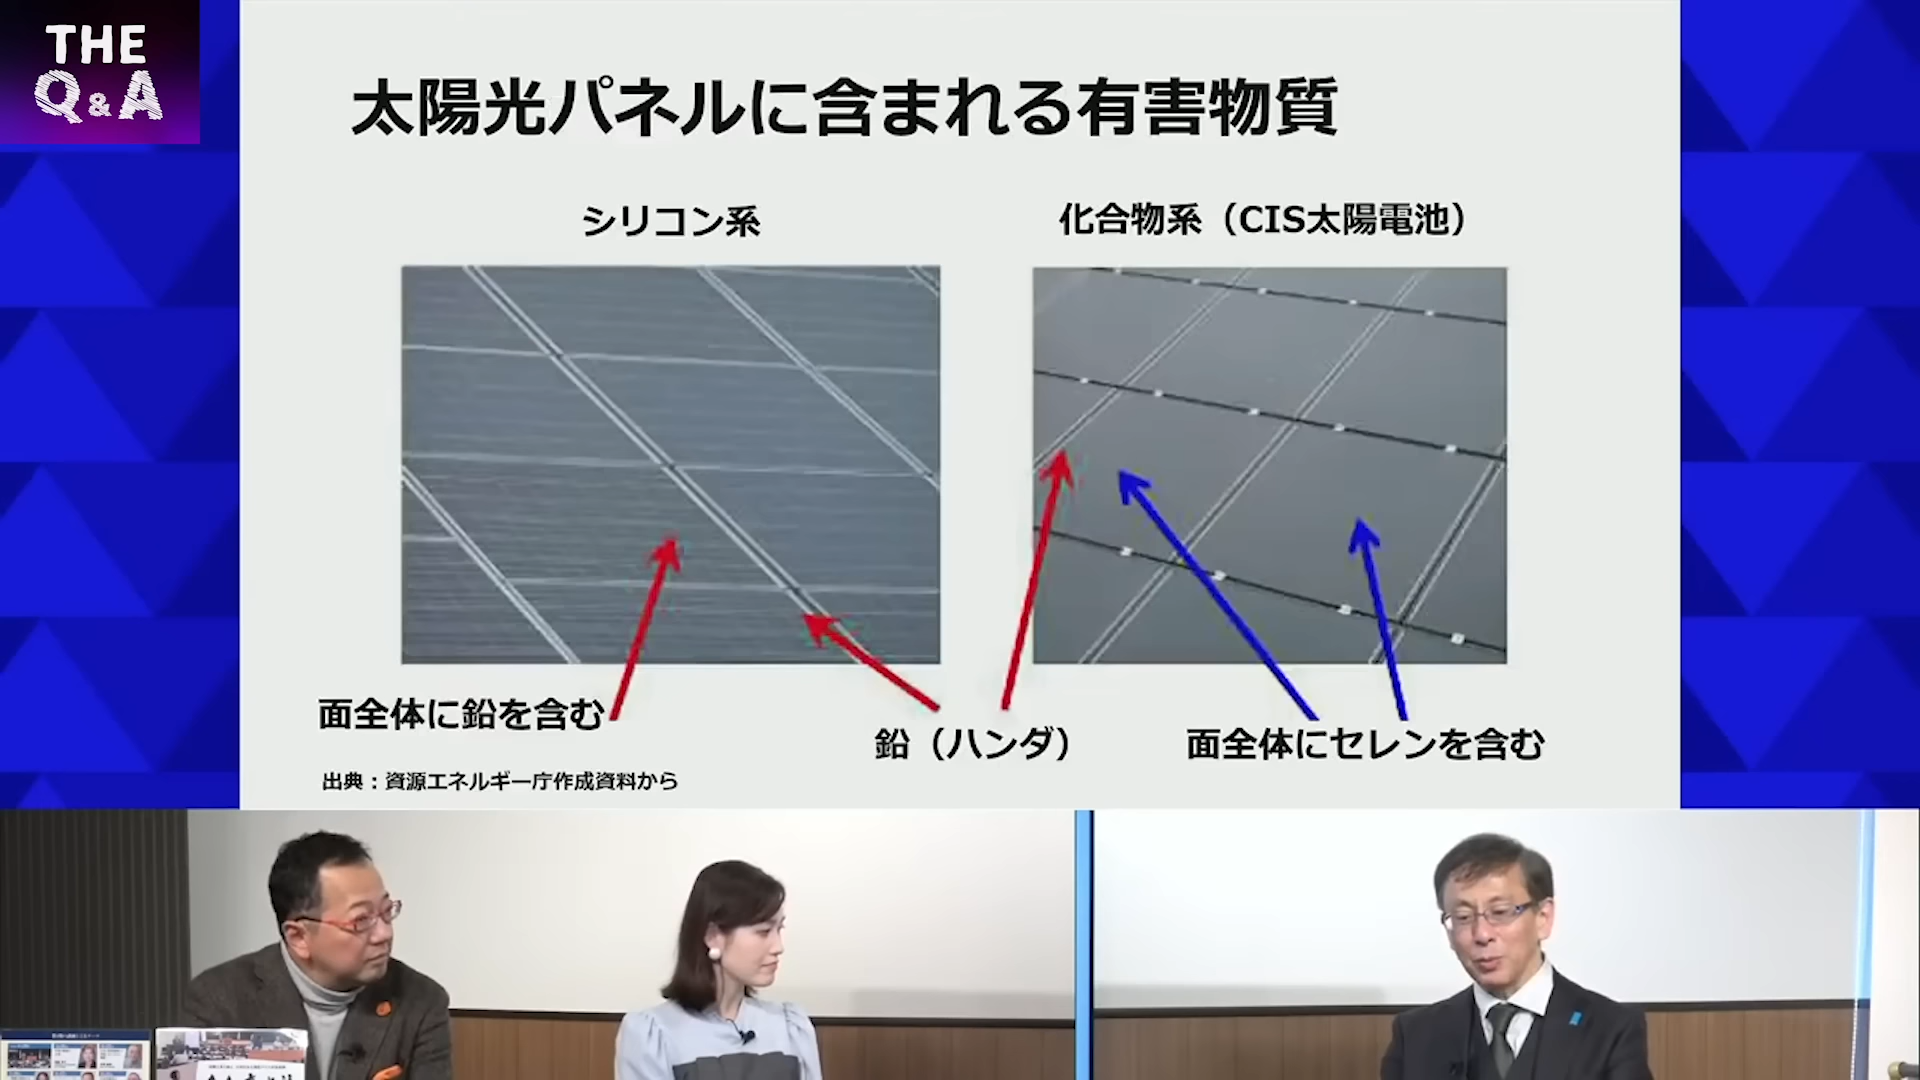 THE
Q&A
太陽光パネルに含まれる有害物質
シリコン系
化合物系（CIS太陽電池）
面全体に鉛を含む
鉛（ハンダ）
面全体にセレンを含む
出典：資源エネルギー庁作成資料から